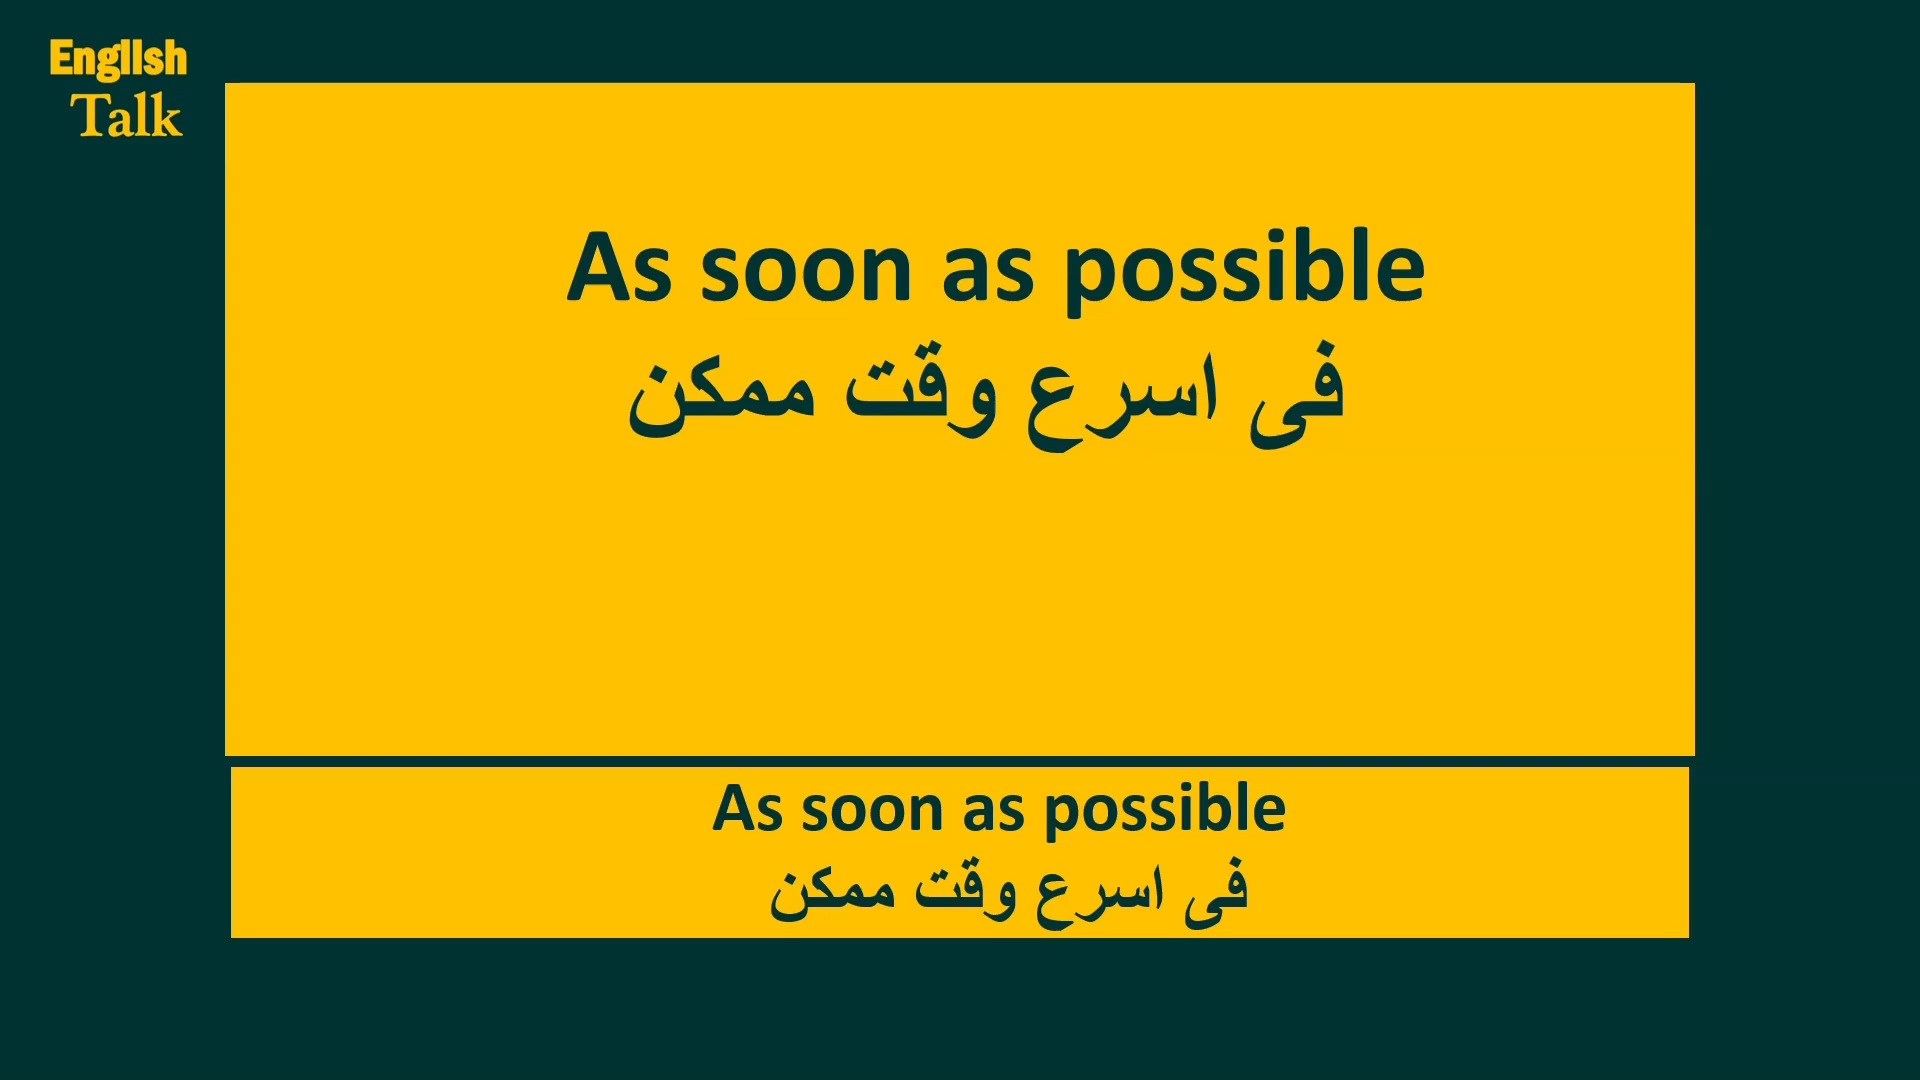 English
Talk
As soon as possible
فى اسرع وقت ممكن
As soon as possible
فى اسرع وقت ممكن